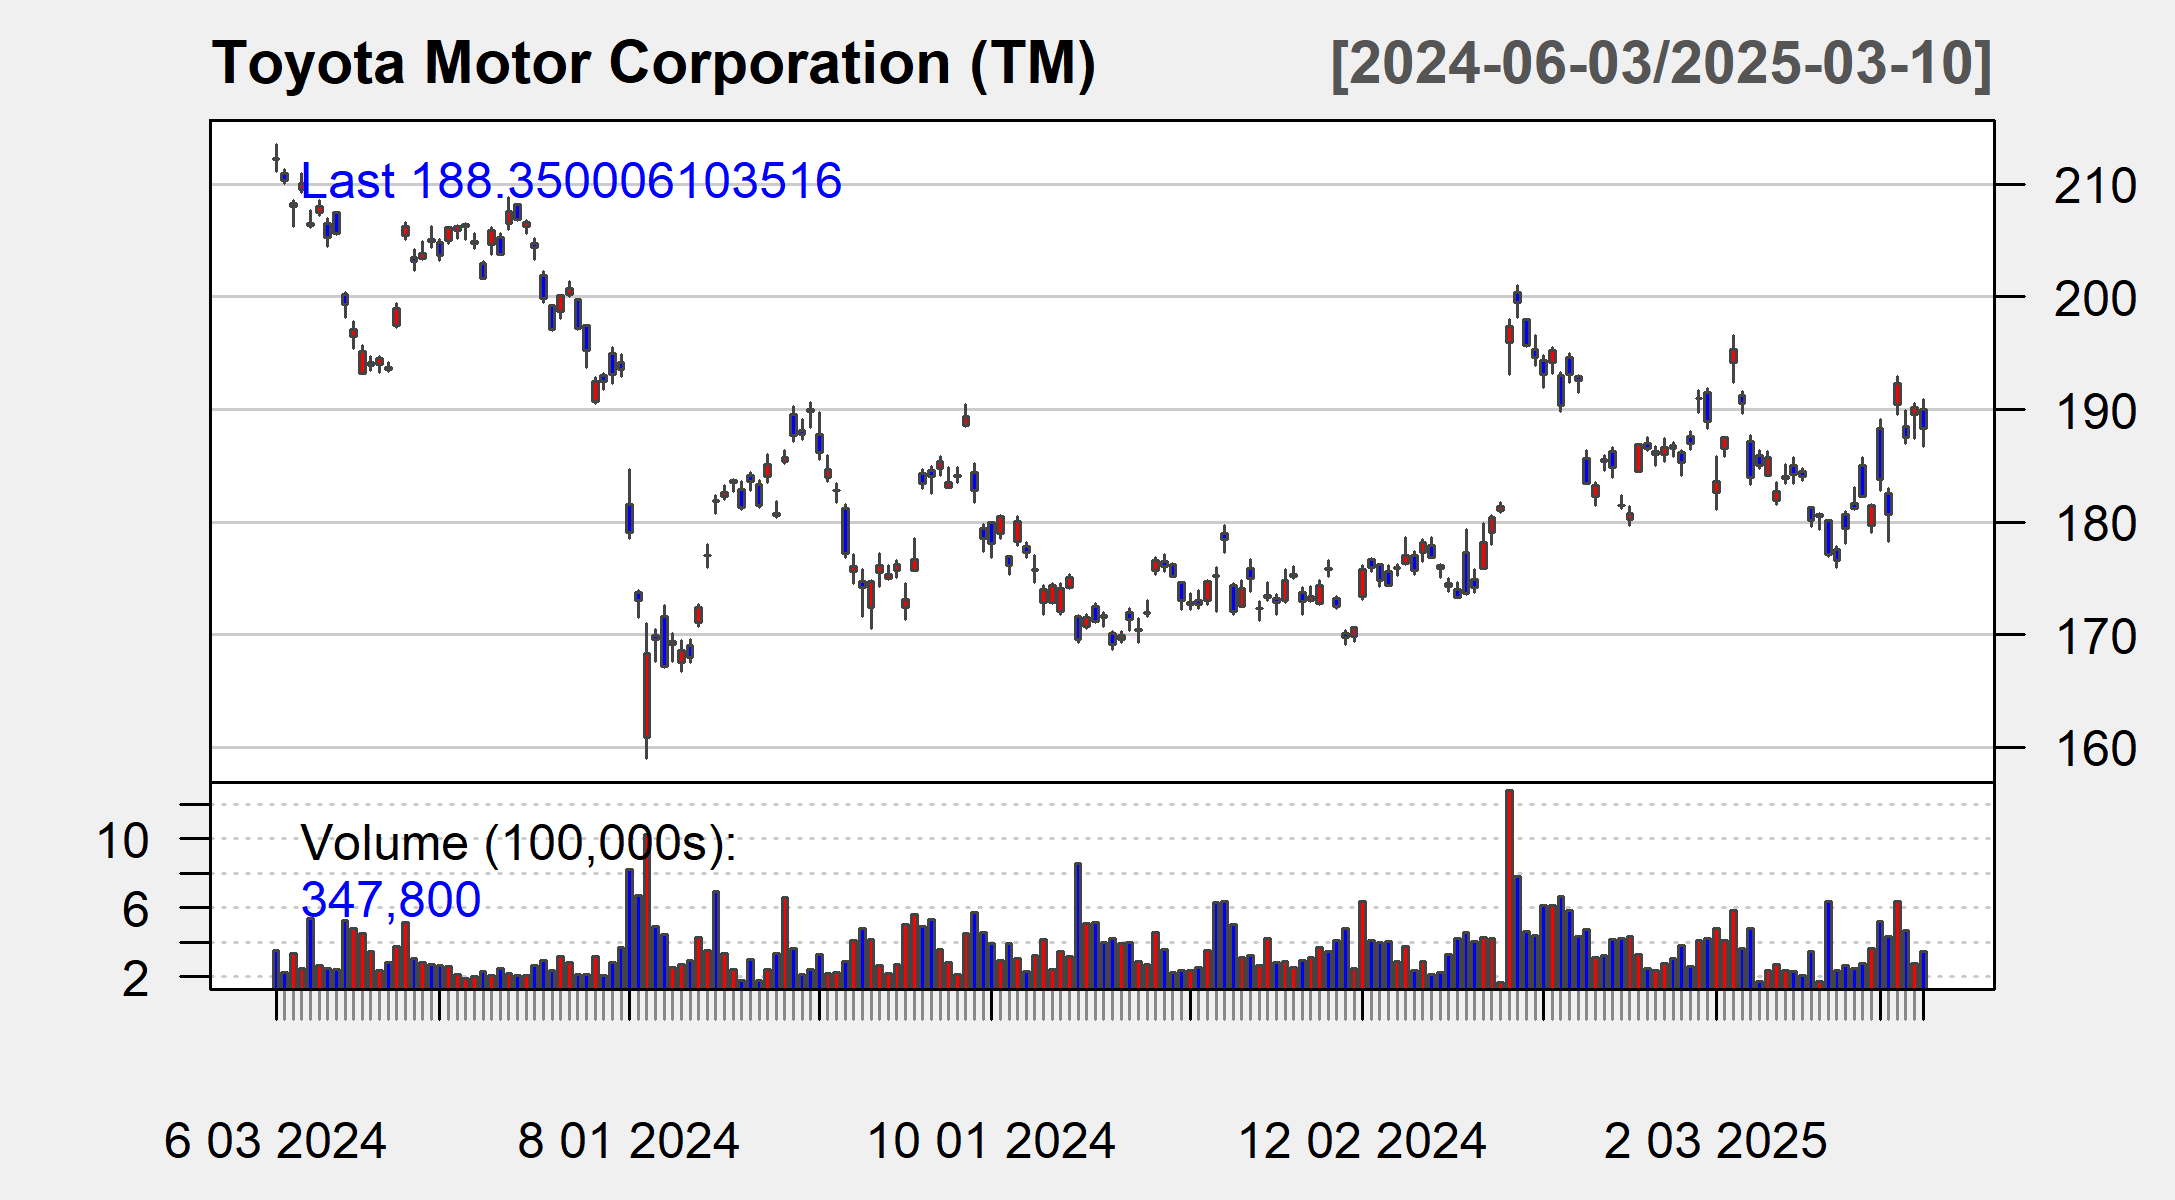 Toyota Motor Corporation (TM) [2024-06-03/2025-03-10]
Last 188.350006103516
210
200
190
180
170
160
Volume (100,000s):
347,800
10
6
2
6 03 2024 8 01 2024 10 01 2024 12 02 2024 2 03 2025